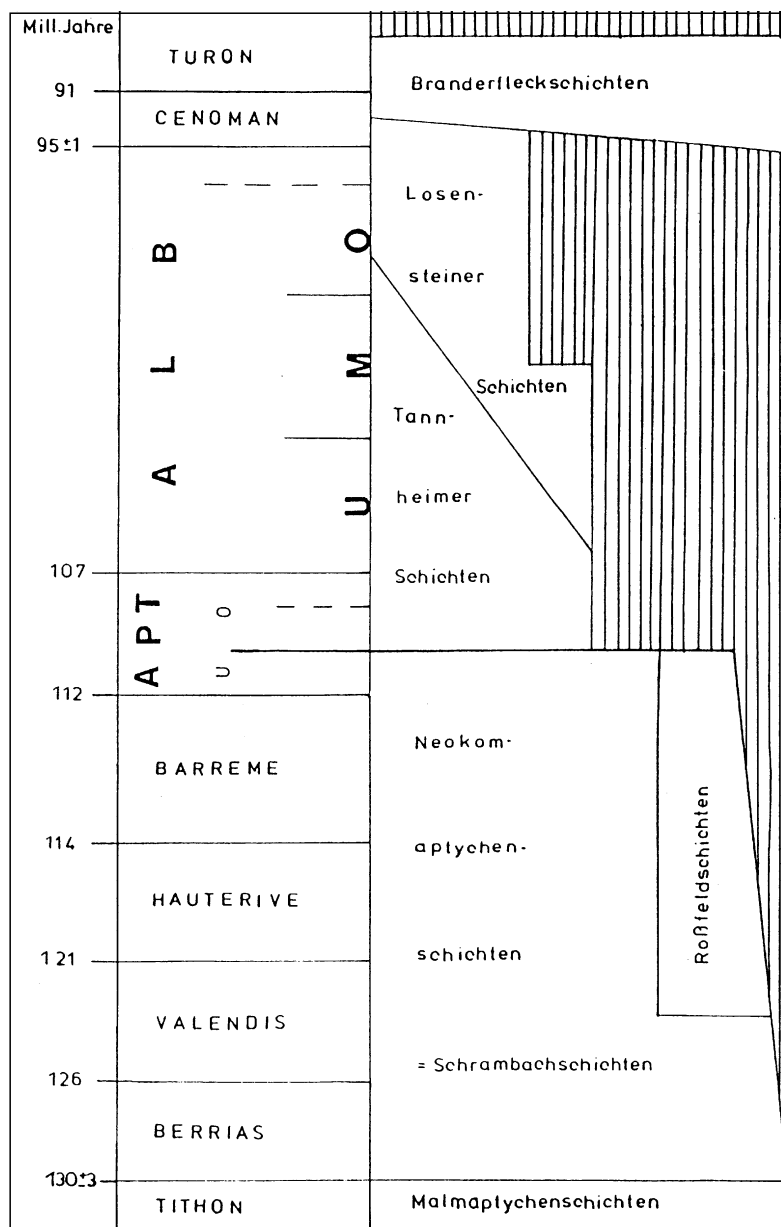 Mill.Jahre
TURON
91
CENOMAN
95±1
ALB
O
M
U
107
APT
O
U
112
BARREME
114
HAUTERIVE
121
VALENDIS
126
BERRIAS
130±3
TITHON
Branderfleckschichten
Losen-
steiner
Schichten
Tann-
heimer
Schichten
Neokom-
aptychen-
schichten
= Schrambachschichten
Roßfeldschichten
Malmaptychenschichten